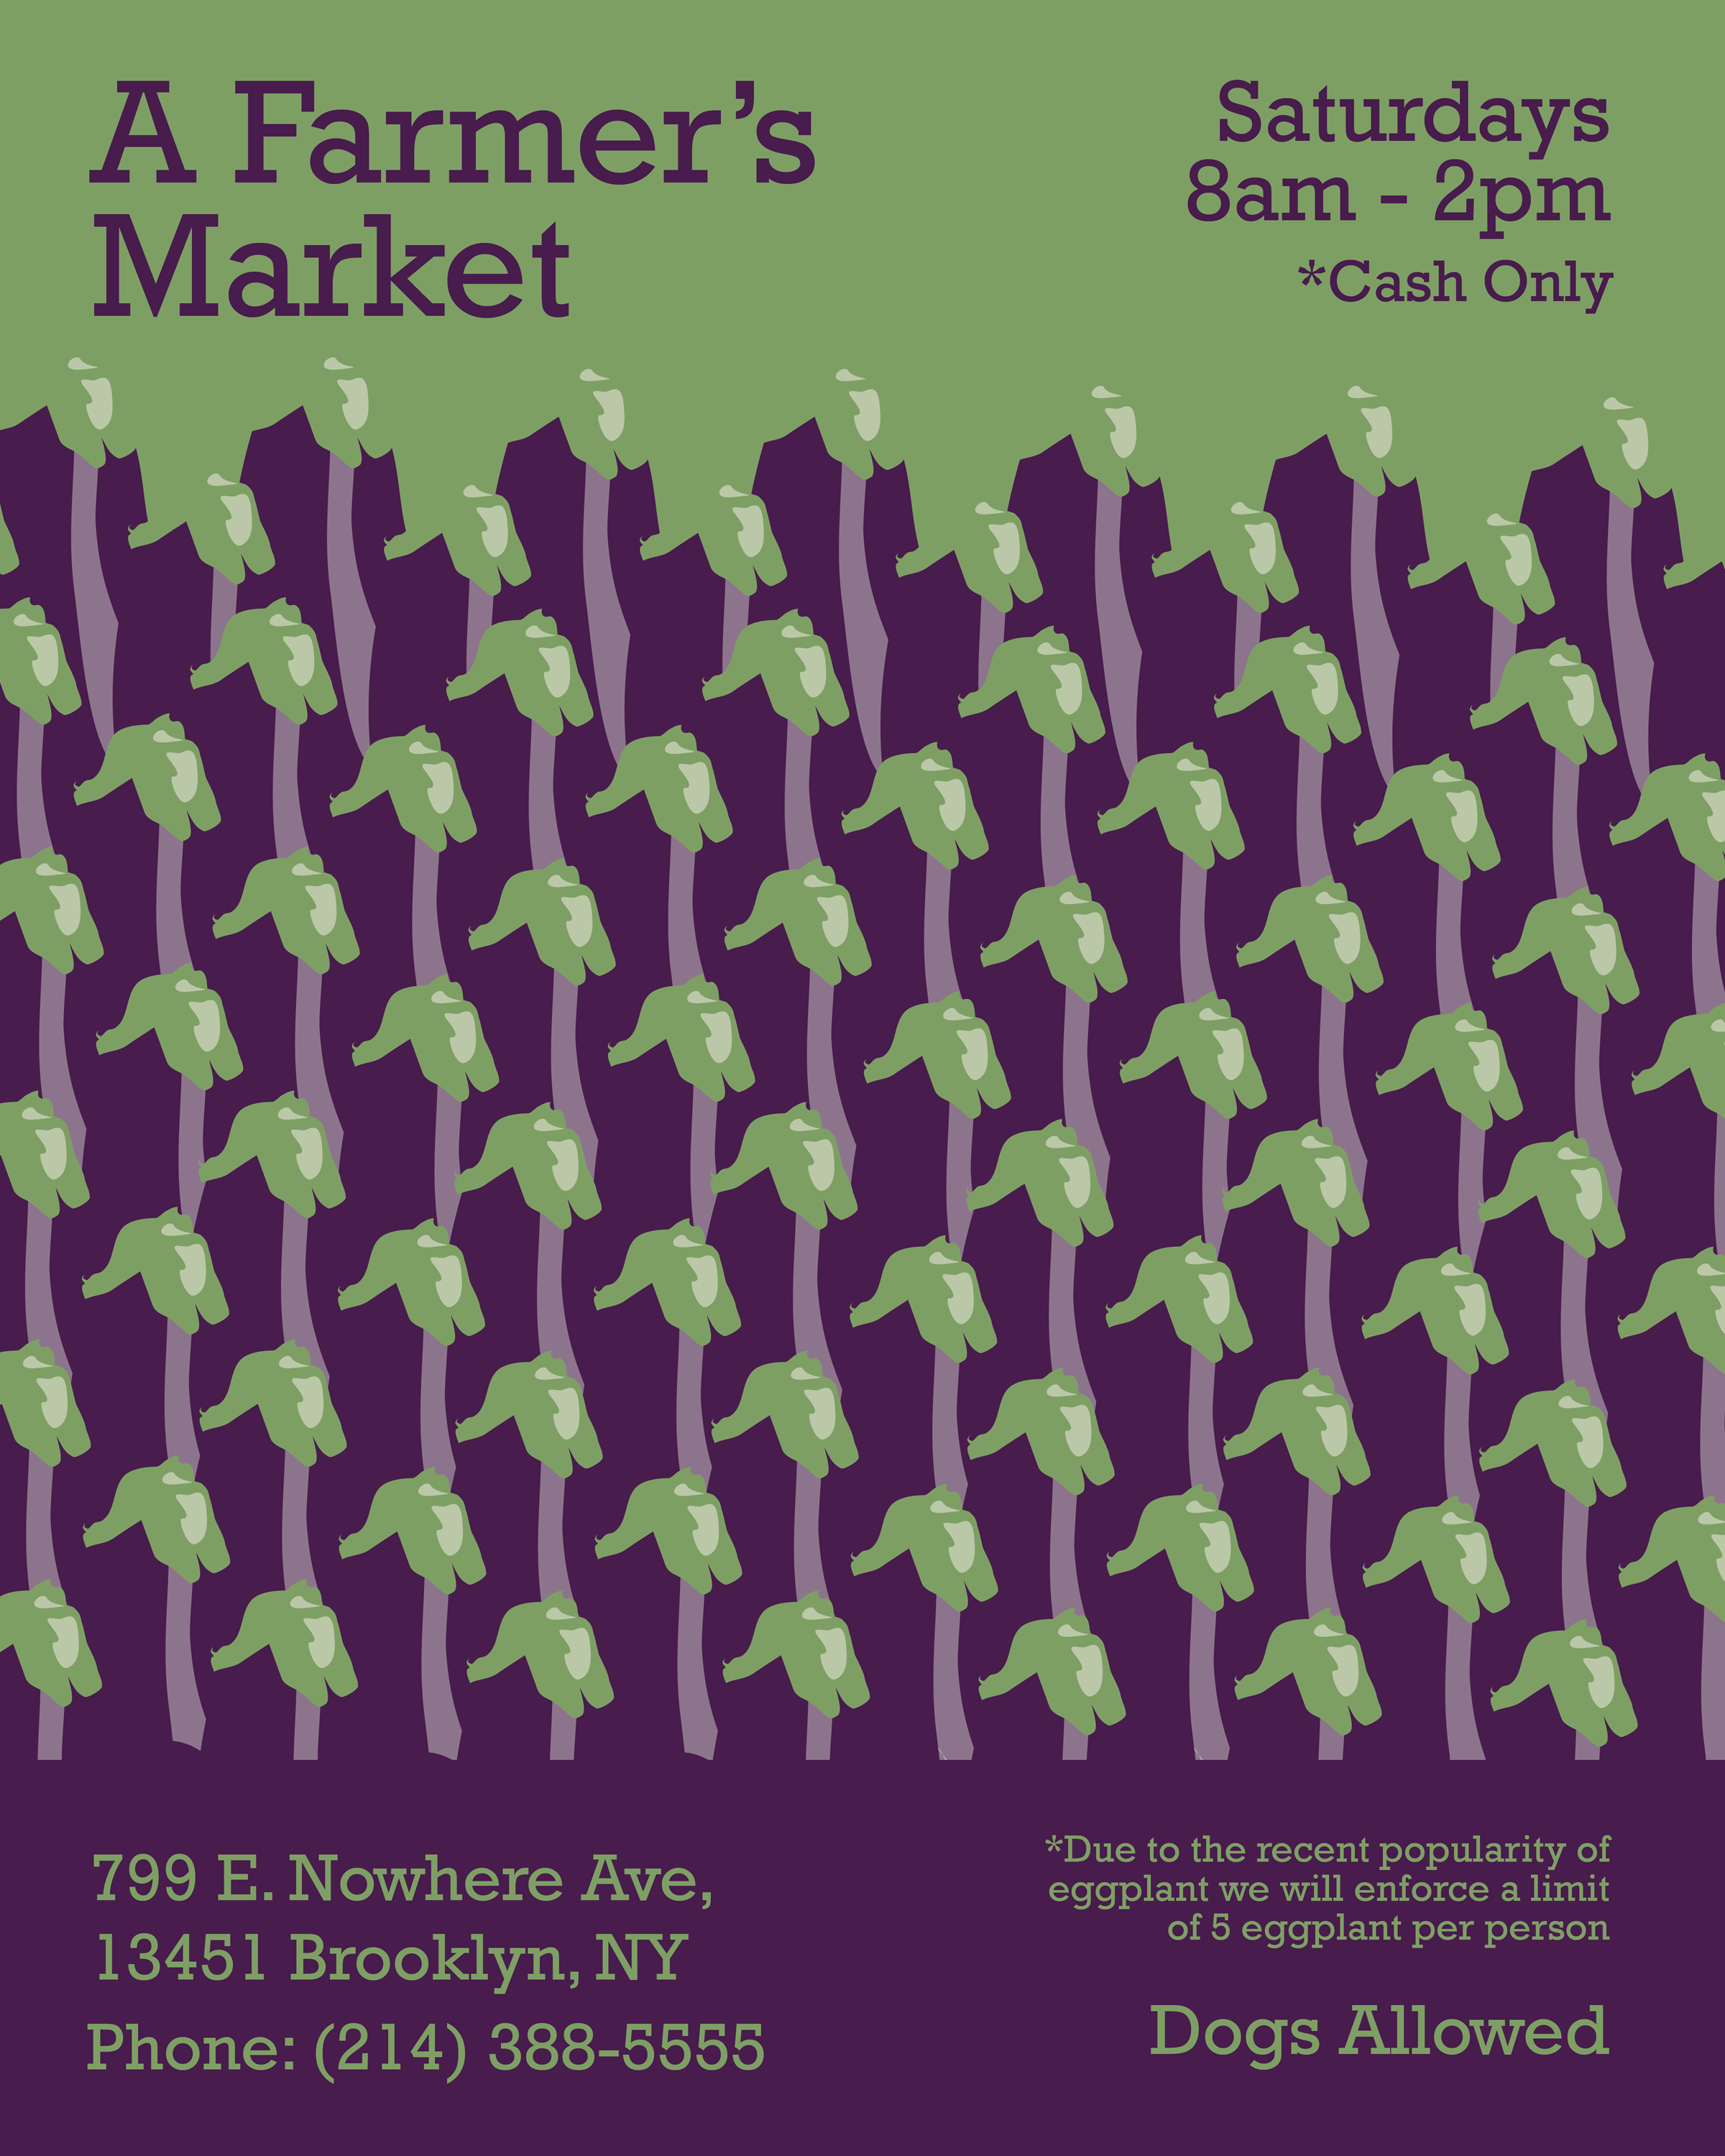 A Farmer’s
Market
Saturdays
8am - 2pm
*Cash Only
799 E. Nowhere Ave,
13451 Brooklyn, NY
Phone: (214) 388-5555
*Due to the recent popularity of
eggplant we will enforce a limit
of 5 eggplant per person
Dogs Allowed